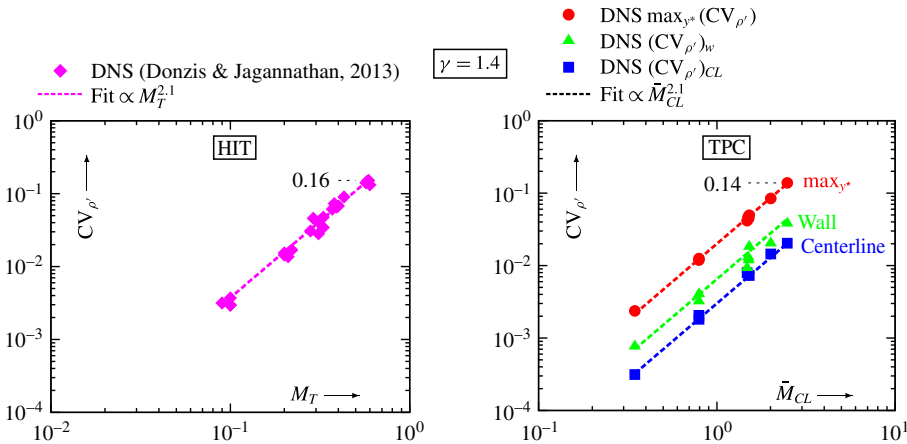 DNS max_{y*}(CV_{ρ′})
DNS (CV_{ρ′})_w
DNS (CV_{ρ′})_{CL}
Fit ∝ M̄_{CL}^{2.1}
γ = 1.4
DNS (Donzis & Jagannathan, 2013)
Fit ∝ M_T^{2.1}
10^0
10^{−1}
10^{−2}
10^{−3}
10^{−4}
CV_{ρ′}
HIT
0.16
M_T
10^{−2}
10^{−1}
10^0
10^0
10^{−1}
10^{−2}
10^{−3}
10^{−4}
CV_{ρ′}
TPC
0.14
max_{y*}
Wall
Centerline
M̄_{CL}
10^{−1}
10^0
10^1